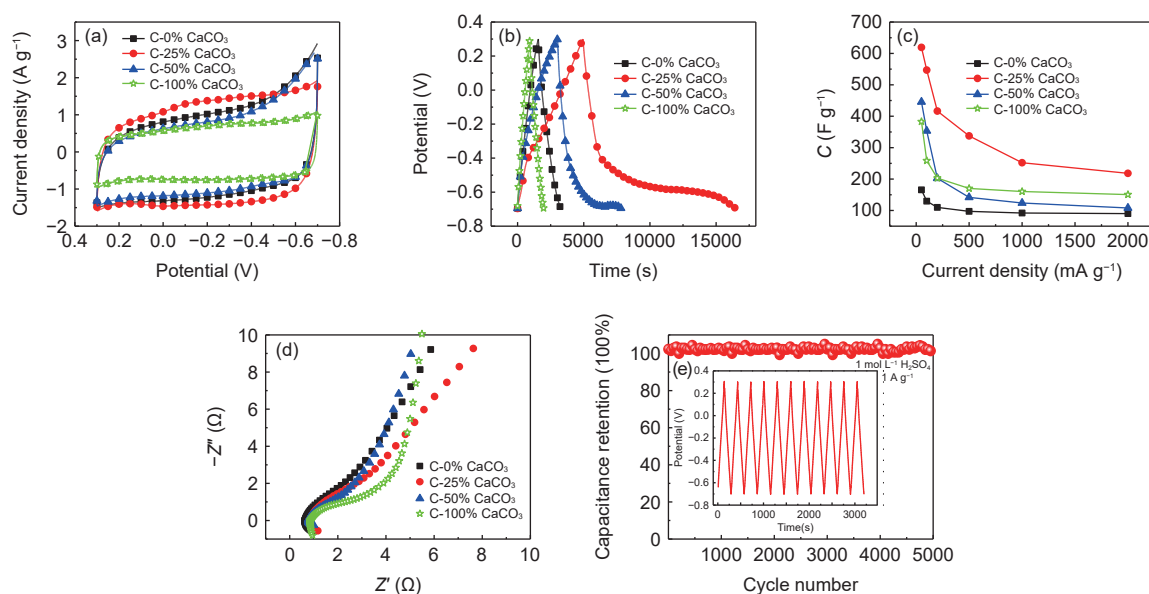 (a)
C-0% CaCO₃
C-25% CaCO₃
C-50% CaCO₃
C-100% CaCO₃
Current density (A g⁻¹)
3
2
1
0
−1
−2
0.4 0.2 0.0 −0.2 −0.4 −0.6 −0.8
Potential (V)
(b)
C-0% CaCO₃
C-25% CaCO₃
C-50% CaCO₃
C-100% CaCO₃
Potential (V)
0.4
0.2
0.0
−0.2
−0.4
−0.6
−0.8
0 5000 10000 15000
Time (s)
(c)
C-0% CaCO₃
C-25% CaCO₃
C-50% CaCO₃
C-100% CaCO₃
C (F g⁻¹)
700
600
500
400
300
200
100
0 500 1000 1500 2000
Current density (mA g⁻¹)
(d)
C-0% CaCO₃
C-25% CaCO₃
C-50% CaCO₃
C-100% CaCO₃
−Z″ (Ω)
10
8
6
4
2
0
0 2 4 6 8 10
Z′ (Ω)
(e)
1 mol L⁻¹ H₂SO₄
1 A g⁻¹
Capacitance retention (100%)
100
80
60
40
20
0
1000 2000 3000 4000 5000
Cycle number
Potential (V)
0.4
0.2
0.0
−0.2
−0.4
−0.6
−0.8
0 1000 2000 3000
Time(s)